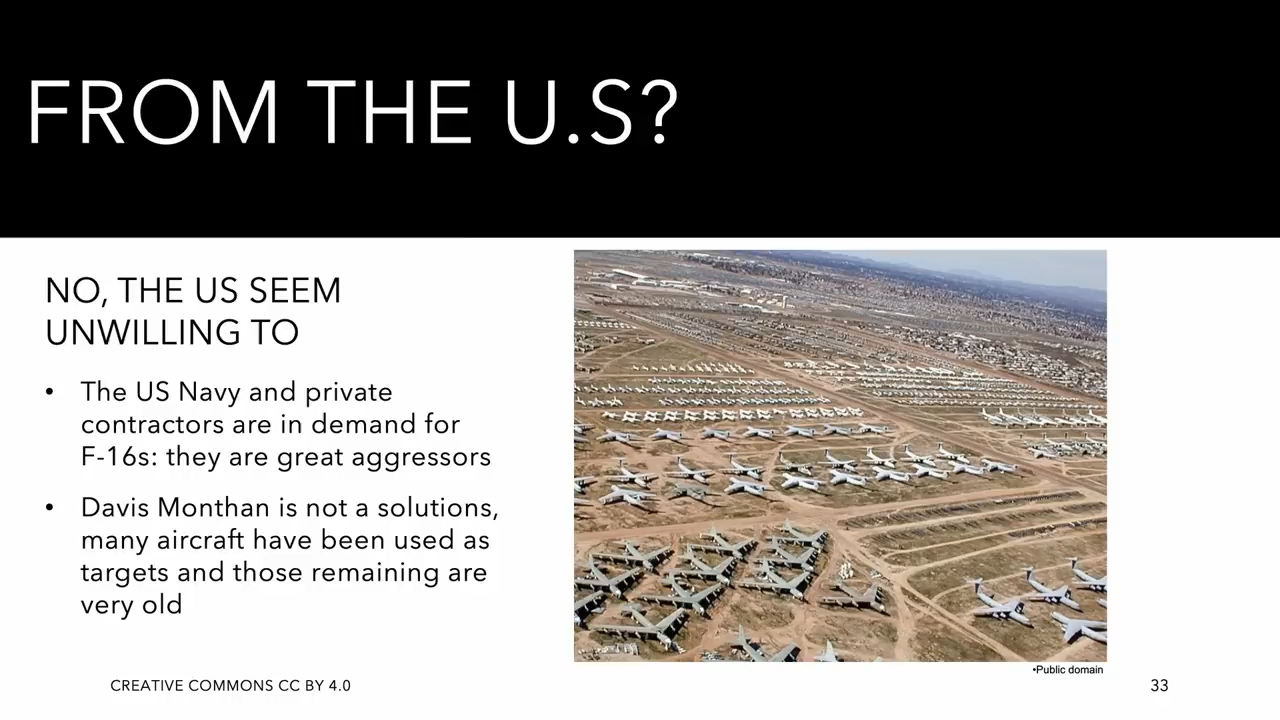 FROM THE U.S?
NO, THE US SEEM
UNWILLING TO
• The US Navy and private
contractors are in demand for
F-16s: they are great aggressors
• Davis Monthan is not a solutions,
many aircraft have been used as
targets and those remaining are
very old
•Public domain
CREATIVE COMMONS CC BY 4.0
33